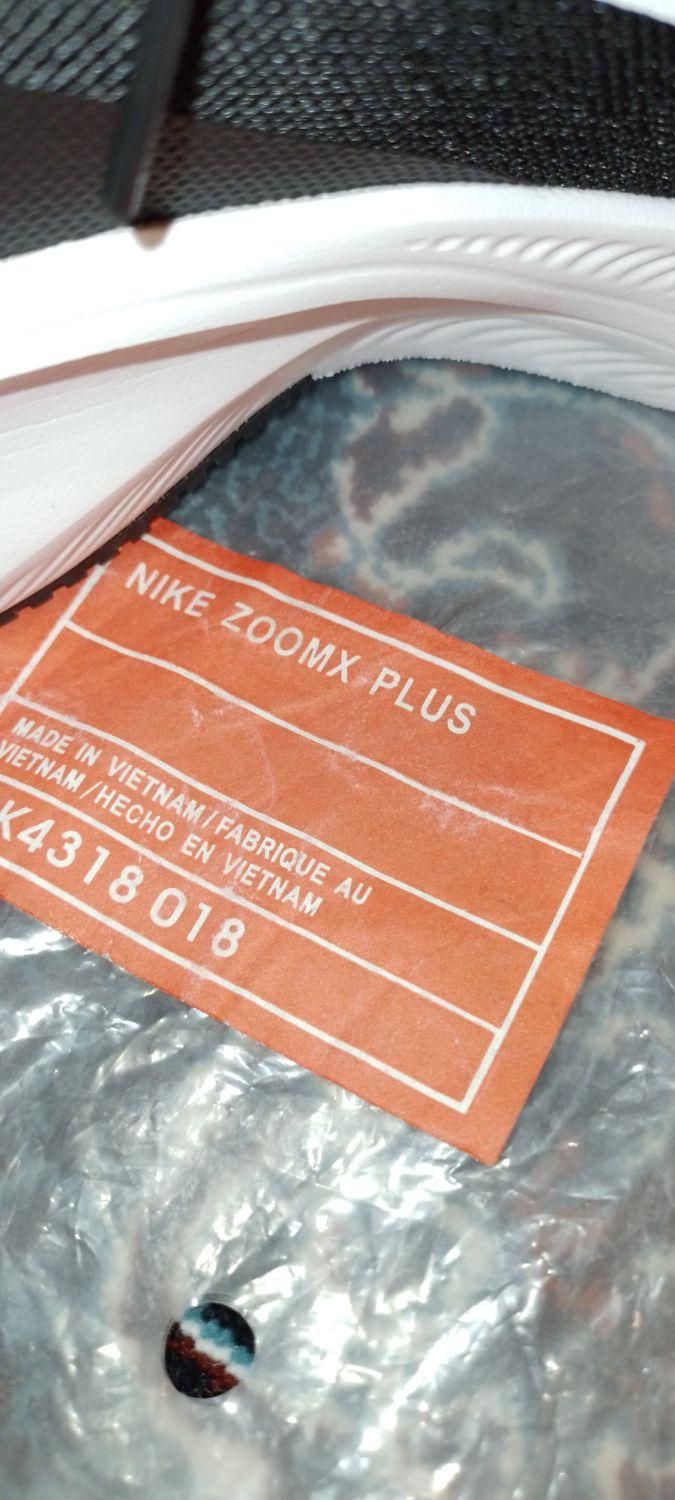 NIKE ZOOMX PLUS
MADE IN VIETNAM/FABRIQUE AU
VIETNAM/HECHO EN VIETNAM
K4318 018